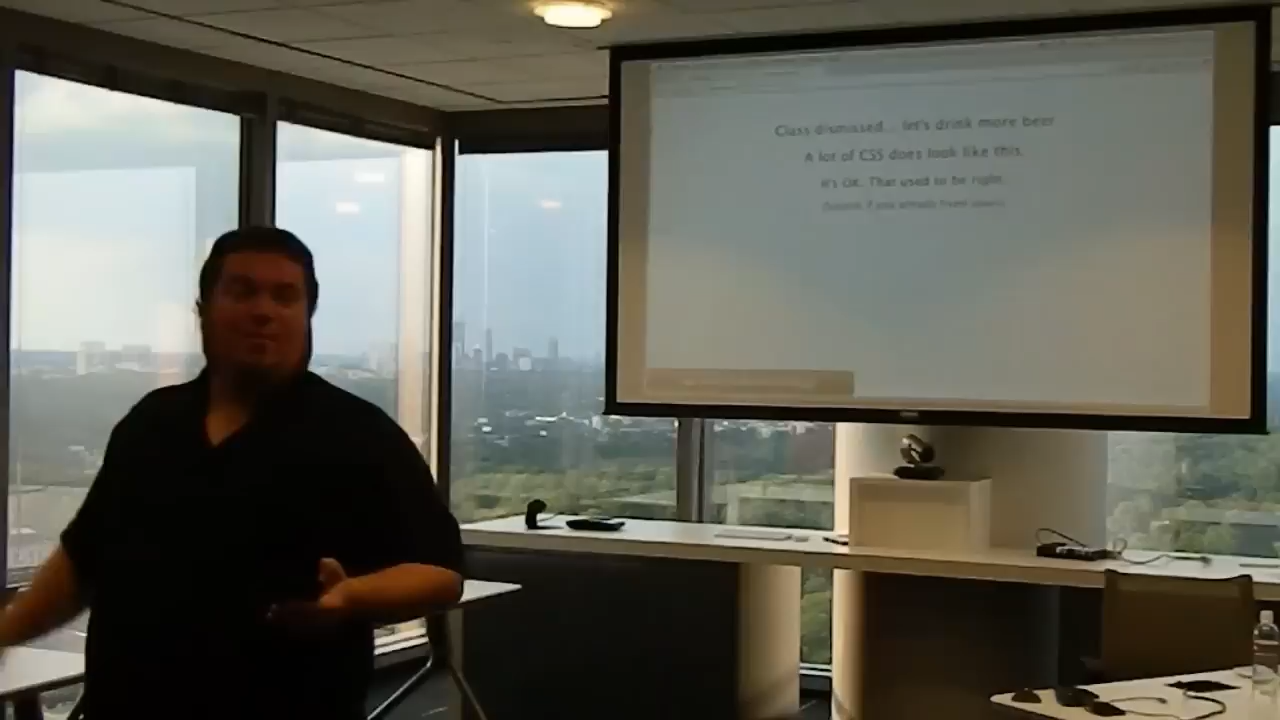 Class dismissed... let's drink more beer
A lot of CSS does look like this.
It's OK. That used to be right.